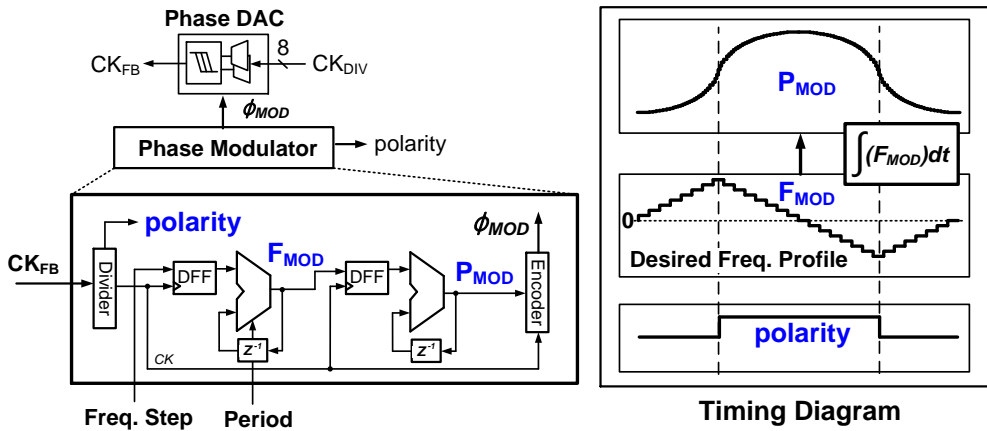 Phase DAC
8
CK_FB
CK_DIV
ϕ_MOD
Phase Modulator
polarity
polarity
ϕ_MOD
CK_FB
Divider
DFF
F_MOD
DFF
P_MOD
Encoder
z⁻¹
z⁻¹
CK
Freq. Step
Period
P_MOD
∫(F_MOD)dt
F_MOD
0
Desired Freq. Profile
polarity
Timing Diagram